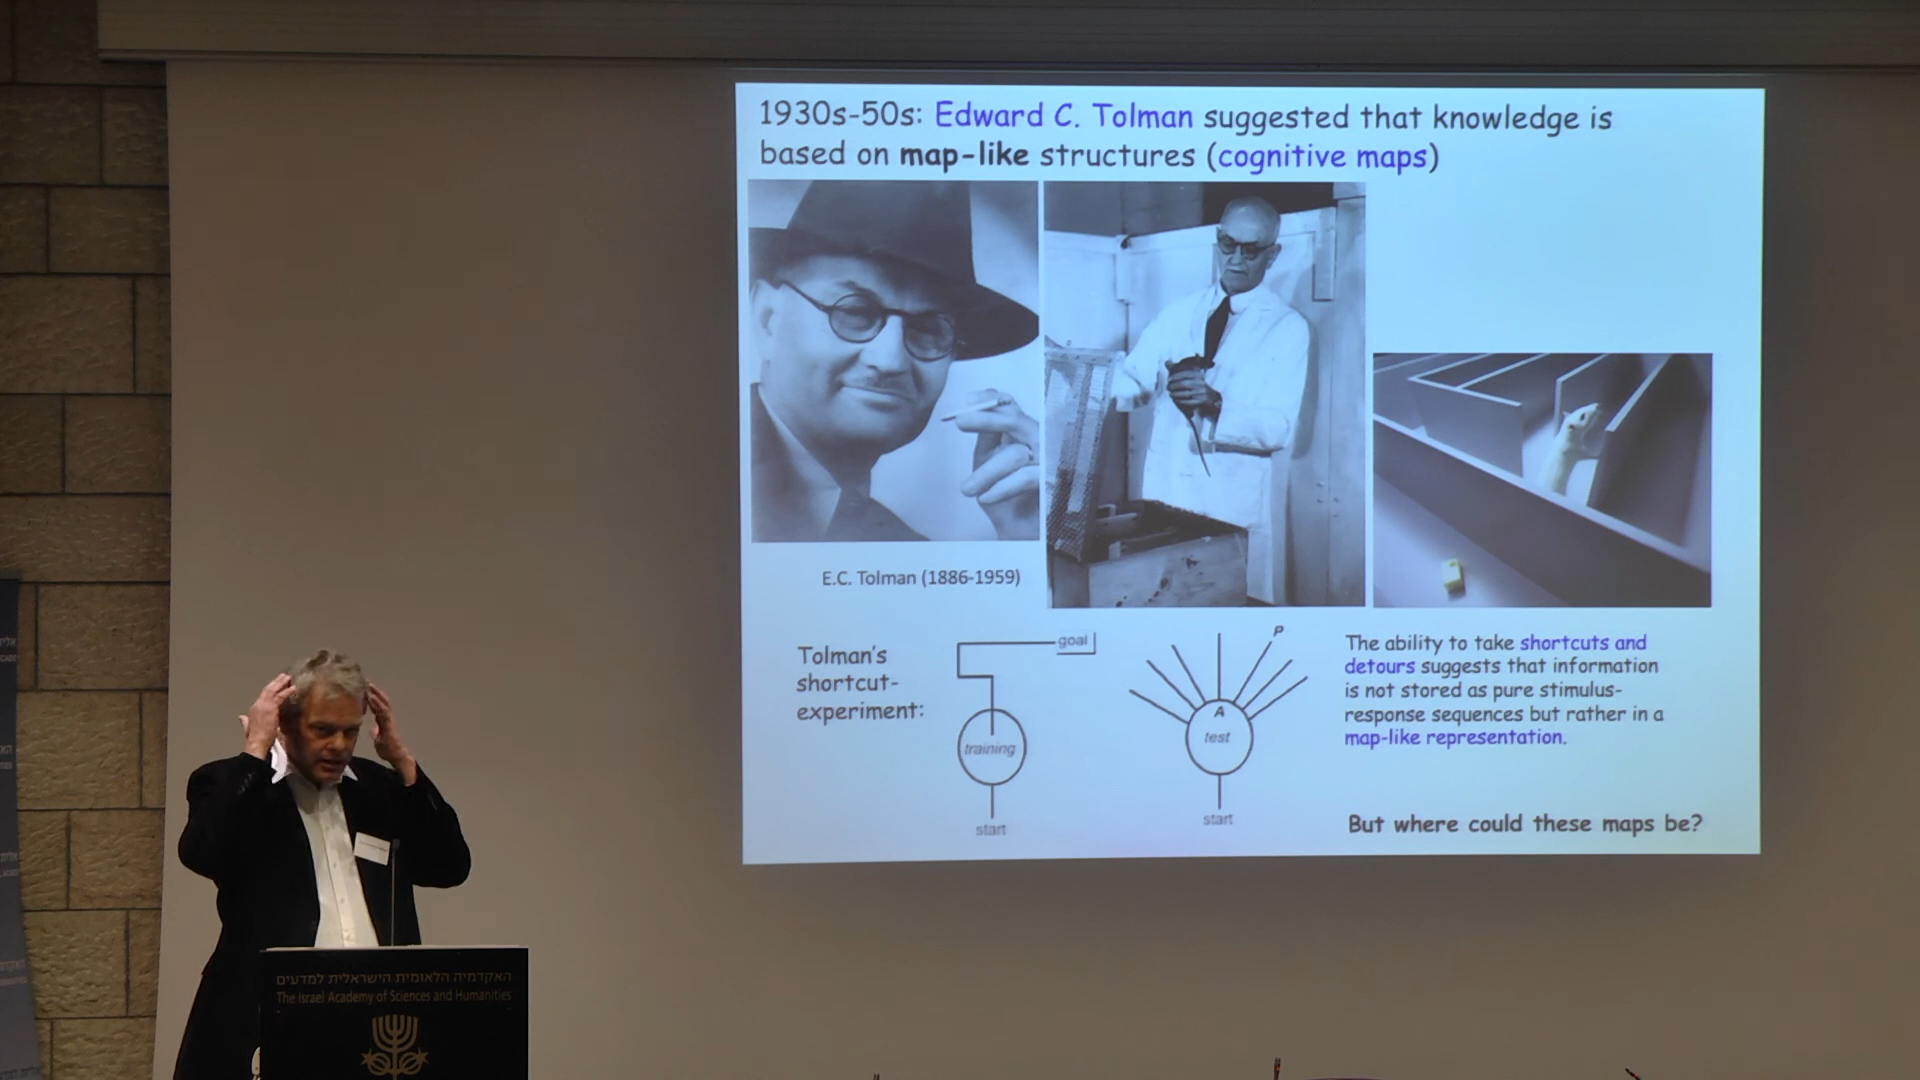 1930s-50s: Edward C. Tolman suggested that knowledge is
based on map-like structures (cognitive maps)
E.C. Tolman (1886-1959)
Tolman's
shortcut-
experiment:
goal
training
start
P
A
test
start
The ability to take shortcuts and
detours suggests that information
is not stored as pure stimulus-
response sequences but rather in a
map-like representation.
But where could these maps be?
האקדמיה הלאומית הישראלית למדעים
The Israel Academy of Sciences and Humanities